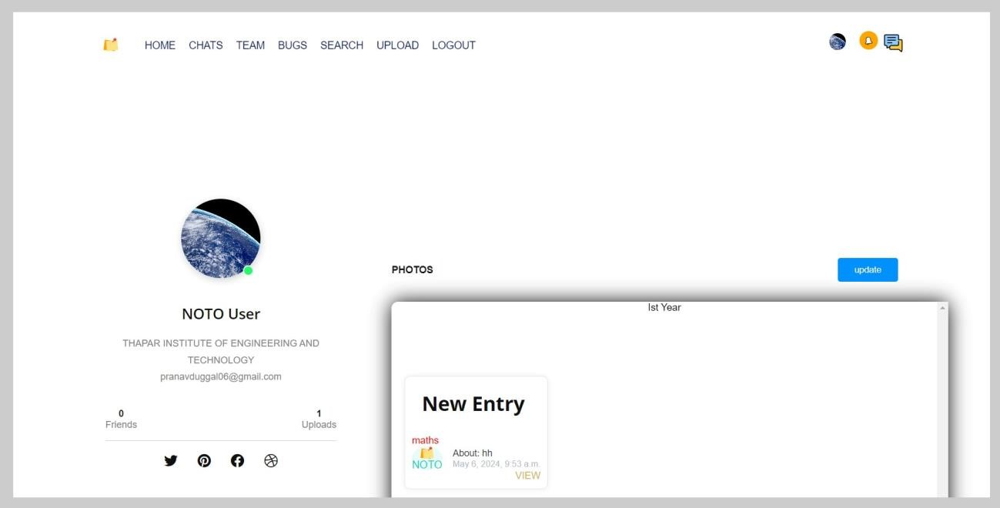 HOME CHATS TEAM BUGS SEARCH UPLOAD LOGOUT
NOTO User
THAPAR INSTITUTE OF ENGINEERING AND
TECHNOLOGY
pranavduggal06@gmail.com
0
Friends
1
Uploads
PHOTOS
update
Ist Year
New Entry
maths
NOTO
About: hh
May 6, 2024, 9:53 a.m.
VIEW